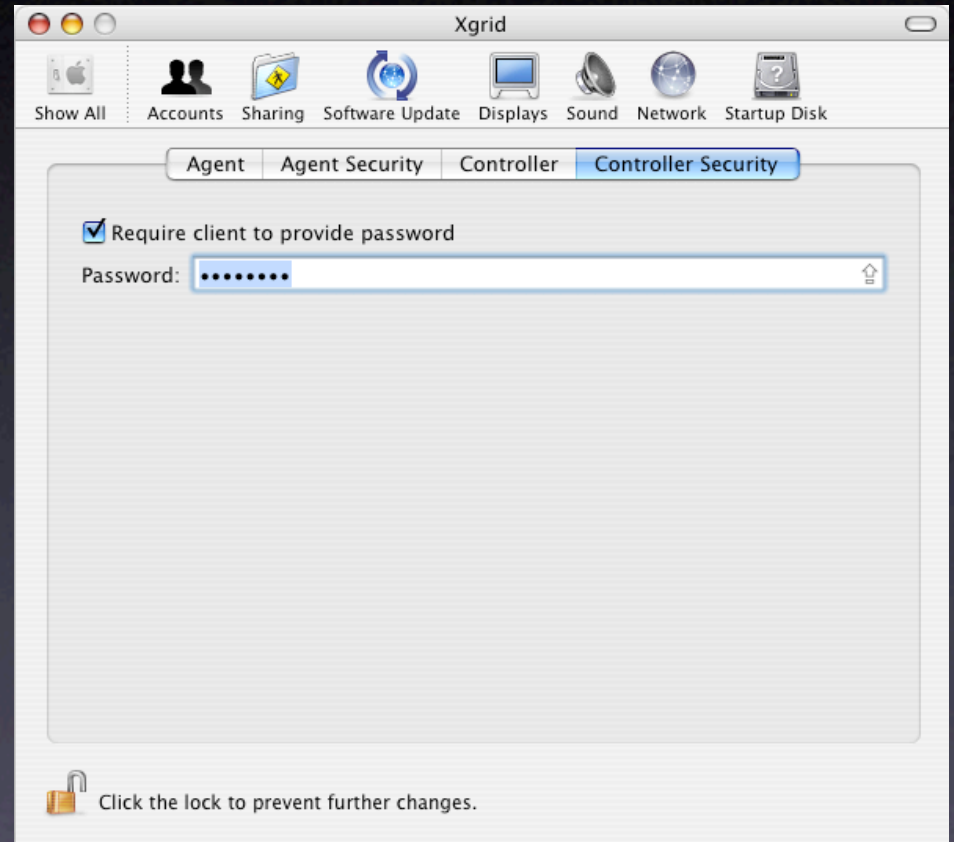 Xgrid
Show All Accounts Sharing Software Update Displays Sound Network Startup Disk
Agent Agent Security Controller Controller Security
Require client to provide password
Password: ••••••••
Click the lock to prevent further changes.